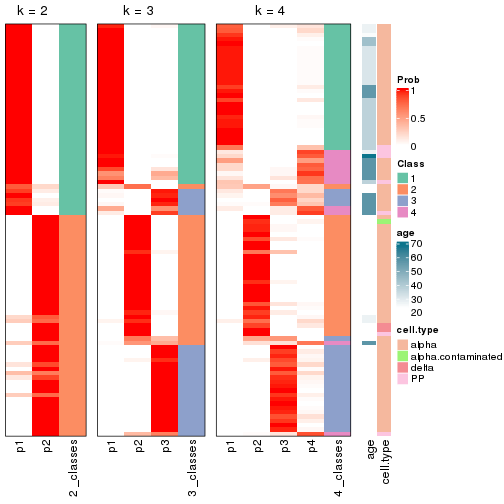 k = 2
k = 3
k = 4
p1
p2
2_classes
p1
p2
p3
3_classes
p1
p2
p3
p4
4_classes
age
cell.type
Prob
1
0.5
0
Class
1
2
3
4
age
70
60
50
40
30
20
cell.type
alpha
alpha.contaminated
delta
PP